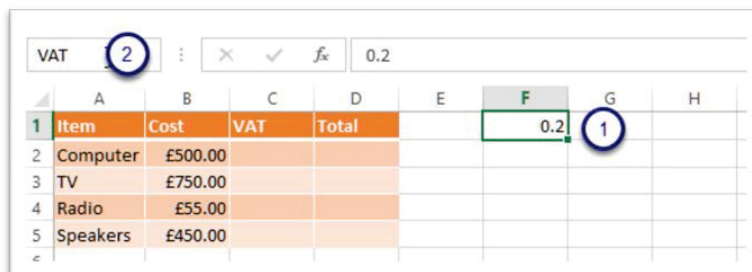 VAT 2 fx 0.2
A B C D E F G H
1 Item Cost VAT Total 0.2 1
2 Computer £500.00
3 TV £750.00
4 Radio £55.00
5 Speakers £450.00